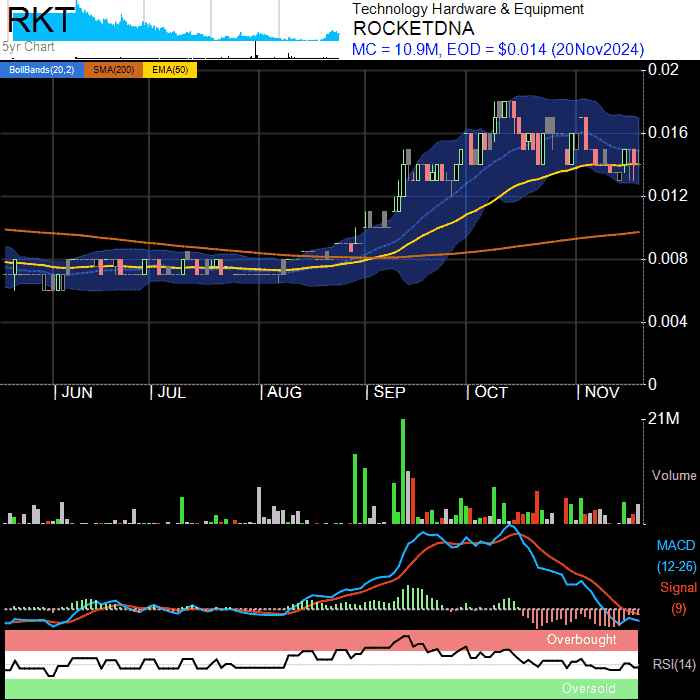 RKT
5yr Chart
Technology Hardware & Equipment
ROCKETDNA
MC = 10.9M, EOD = $0.014 (20Nov2024)
BollBands(20,2) SMA(200) EMA(50)
0.02
0.016
0.012
0.008
0.004
0
JUN JUL AUG SEP OCT NOV
21M
Volume
MACD
(12-26)
Signal
(9)
Overbought
RSI(14)
Oversold